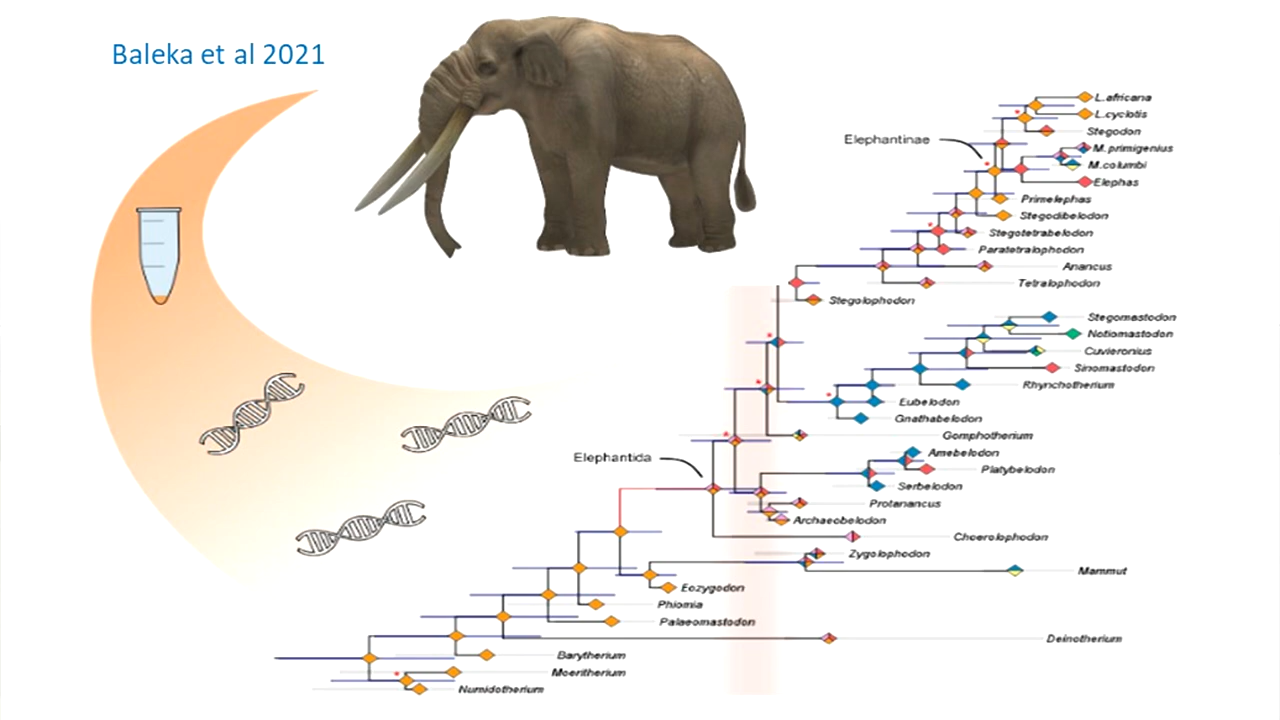 Baleka et al 2021
L.africana
L.cyclotis
Elephantinae
Stegodon
M.primigenius
M.columbi
Elephas
Primelephas
Stegodibelodon
Stegotetrabelodon
Paratetralophodon
Anancus
Tetralophodon
Stegolophodon
Stegomastodon
Notiomastodon
Cuvieronius
Sinomastodon
Rhynchotherium
Eubelodon
Gnathabelodon
Gomphotherium
Amebelodon
Elephantida
Platybelodon
Serbelodon
Protanancus
Archaeobelodon
Choerolophodon
Zygolophodon
Mammut
Eozygodon
Phiomia
Palaeomastodon
Deinotherium
Barytherium
Moeritherium
Numidotherium